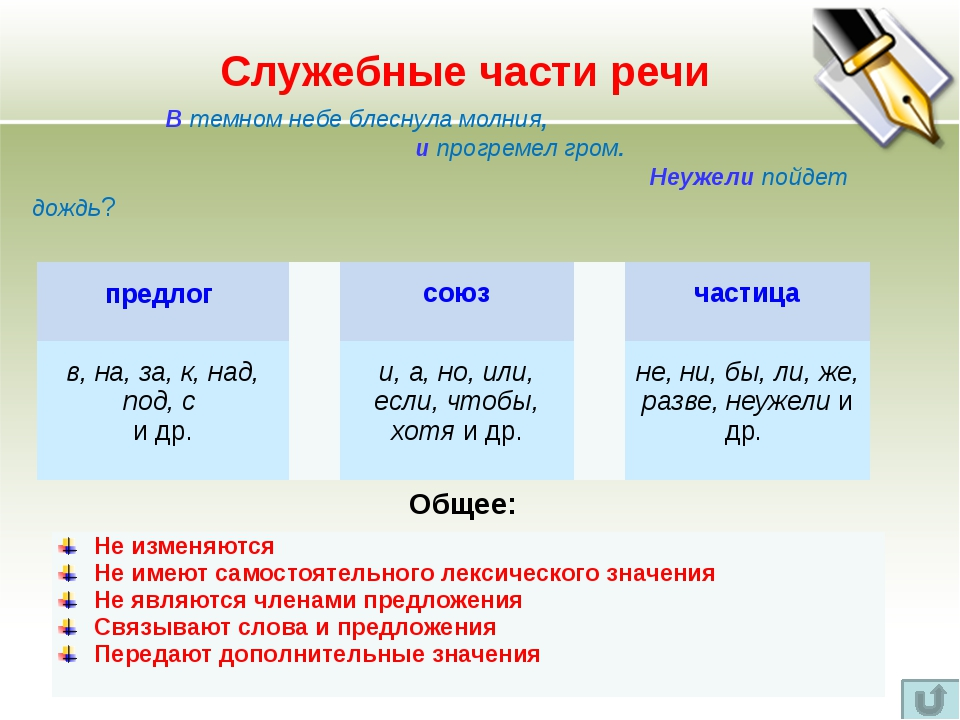 Служебные части речи
В темном небе блеснула молния,
и прогремел гром.
Неужели пойдет
дождь?
предлог
союз
частица
в, на, за, к, над,
под, с
и др.
и, а, но, или,
если, чтобы,
хотя и др.
не, ни, бы, ли, же,
разве, неужели и
др.
Общее:
Не изменяются
Не имеют самостоятельного лексического значения
Не являются членами предложения
Связывают слова и предложения
Передают дополнительные значения